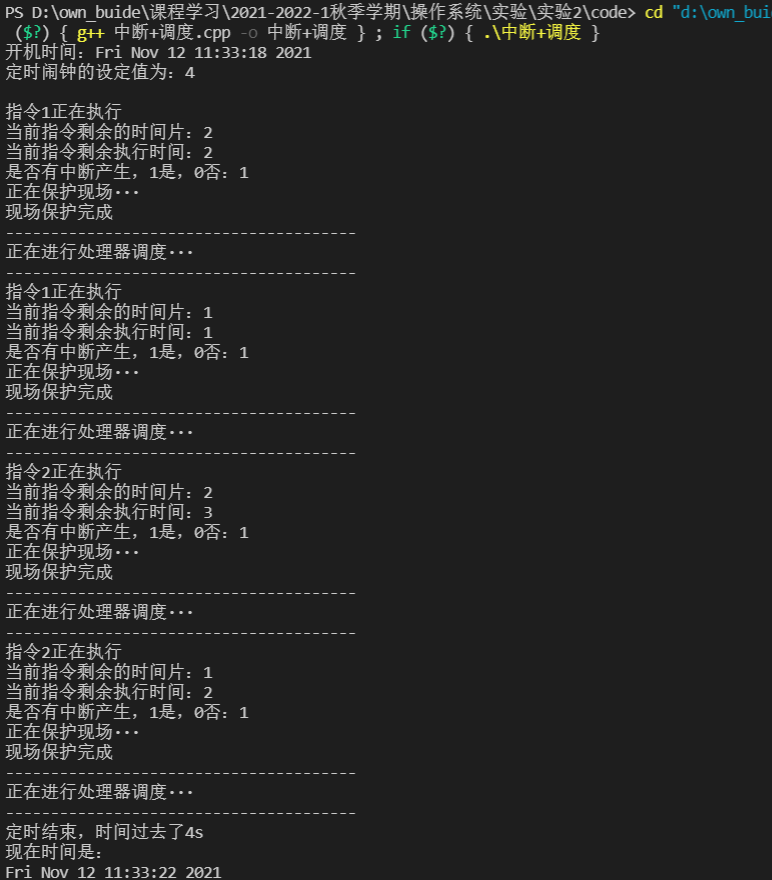 PS D:\own_buide\课程学习\2021-2022-1秋季学期\操作系统\实验\实验2\code> cd "d:\own_bui
($?) { g++ 中断+调度.cpp -o 中断+调度 } ; if ($?) { .\中断+调度 }
开机时间：Fri Nov 12 11:33:18 2021
定时闹钟的设定值为：4
指令1正在执行
当前指令剩余的时间片：2
当前指令剩余执行时间：2
是否有中断产生，1是，0否：1
正在保护现场···
现场保护完成
---------------------------------------
正在进行处理器调度···
---------------------------------------
指令1正在执行
当前指令剩余的时间片：1
当前指令剩余执行时间：1
是否有中断产生，1是，0否：1
正在保护现场···
现场保护完成
---------------------------------------
正在进行处理器调度···
---------------------------------------
指令2正在执行
当前指令剩余的时间片：2
当前指令剩余执行时间：3
是否有中断产生，1是，0否：1
正在保护现场···
现场保护完成
---------------------------------------
正在进行处理器调度···
---------------------------------------
指令2正在执行
当前指令剩余的时间片：1
当前指令剩余执行时间：2
是否有中断产生，1是，0否：1
正在保护现场···
现场保护完成
---------------------------------------
正在进行处理器调度···
---------------------------------------
定时结束，时间过去了4s
现在时间是：
Fri Nov 12 11:33:22 2021